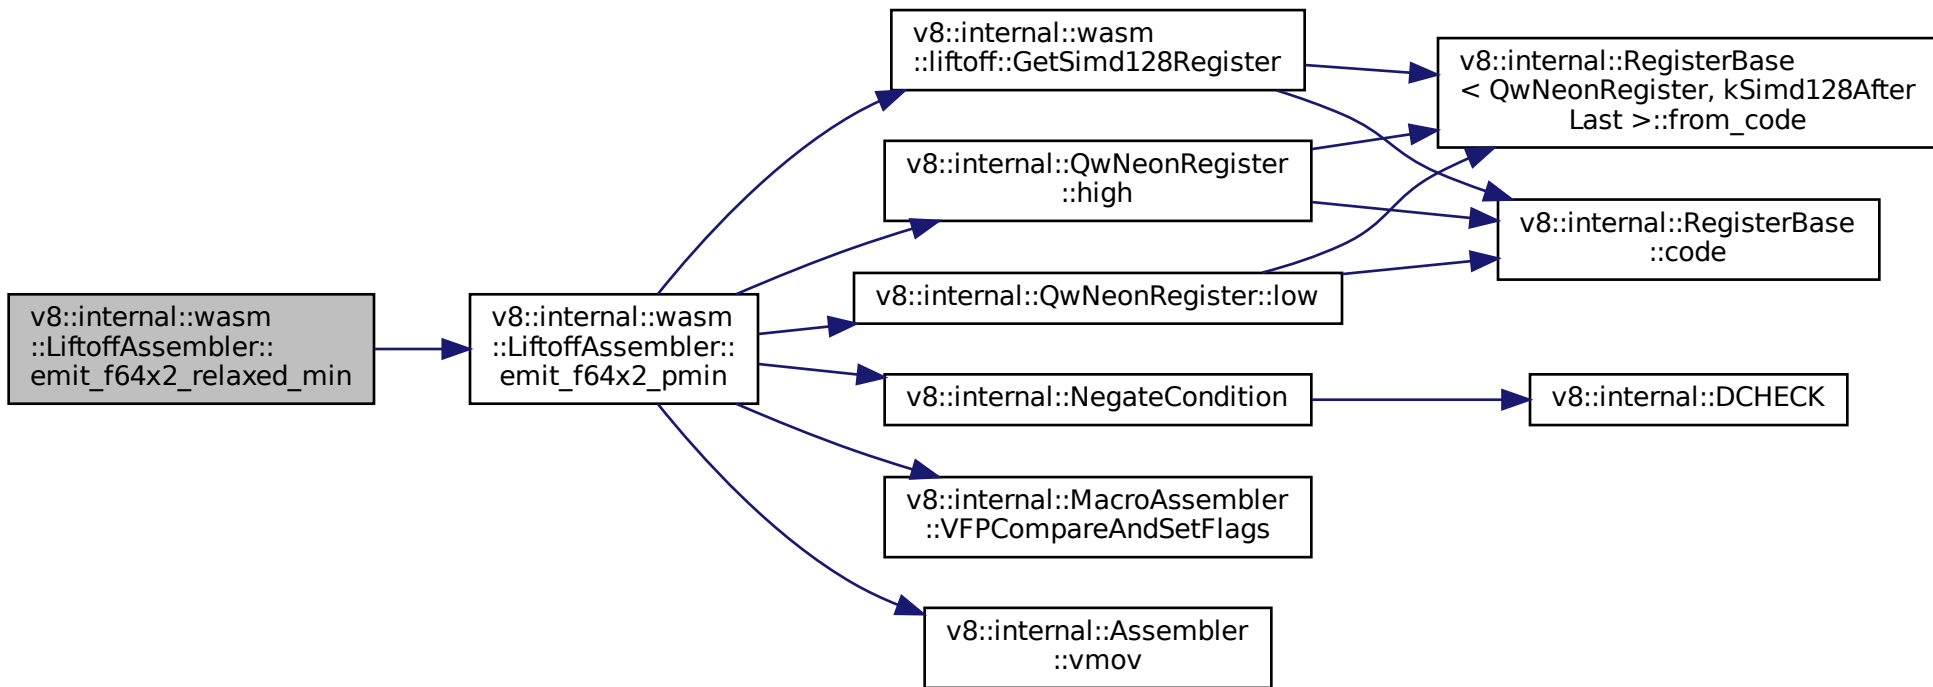 v8::internal::wasm
::LiftoffAssembler::
emit_f64x2_relaxed_min
v8::internal::wasm
::LiftoffAssembler::
emit_f64x2_pmin
v8::internal::wasm
::liftoff::GetSimd128Register
v8::internal::QwNeonRegister
::high
v8::internal::QwNeonRegister::low
v8::internal::NegateCondition
v8::internal::MacroAssembler
::VFPCompareAndSetFlags
v8::internal::Assembler
::vmov
v8::internal::RegisterBase
< QwNeonRegister, kSimd128After
Last >::from_code
v8::internal::RegisterBase
::code
v8::internal::DCHECK